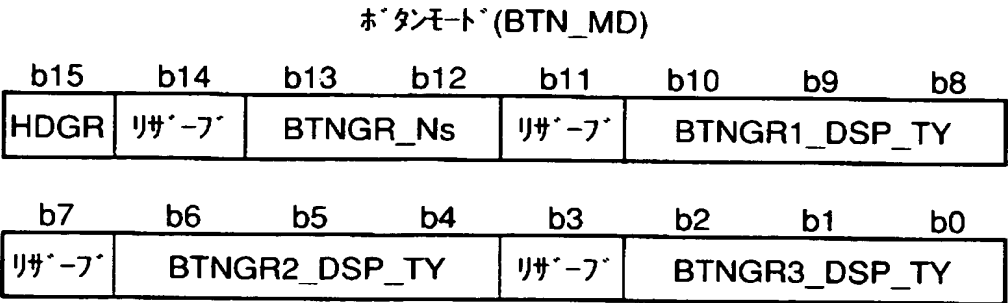 ﾎﾞﾀﾝﾓｰﾄﾞ(BTN_MD)
b15 b14 b13 b12 b11 b10 b9 b8
HDGR ﾘｻﾞｰﾌﾞ BTNGR_Ns ﾘｻﾞｰﾌﾞ BTNGR1_DSP_TY
b7 b6 b5 b4 b3 b2 b1 b0
ﾘｻﾞｰﾌﾞ BTNGR2_DSP_TY ﾘｻﾞｰﾌﾞ BTNGR3_DSP_TY